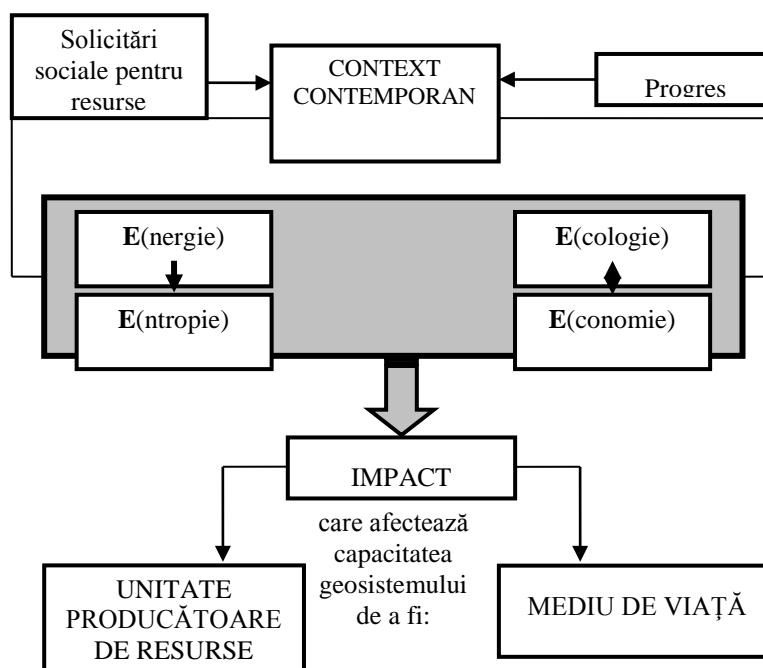 Solicitări
sociale pentru
resurse
CONTEXT
CONTEMPORAN
Progres
E(nergie)
E(cologie)
E(ntropie)
E(conomie)
IMPACT
care afectează
capacitatea
geosistemului
de a fi:
UNITATE
PRODUCĂTOARE
DE RESURSE
MEDIU DE VIAȚĂ